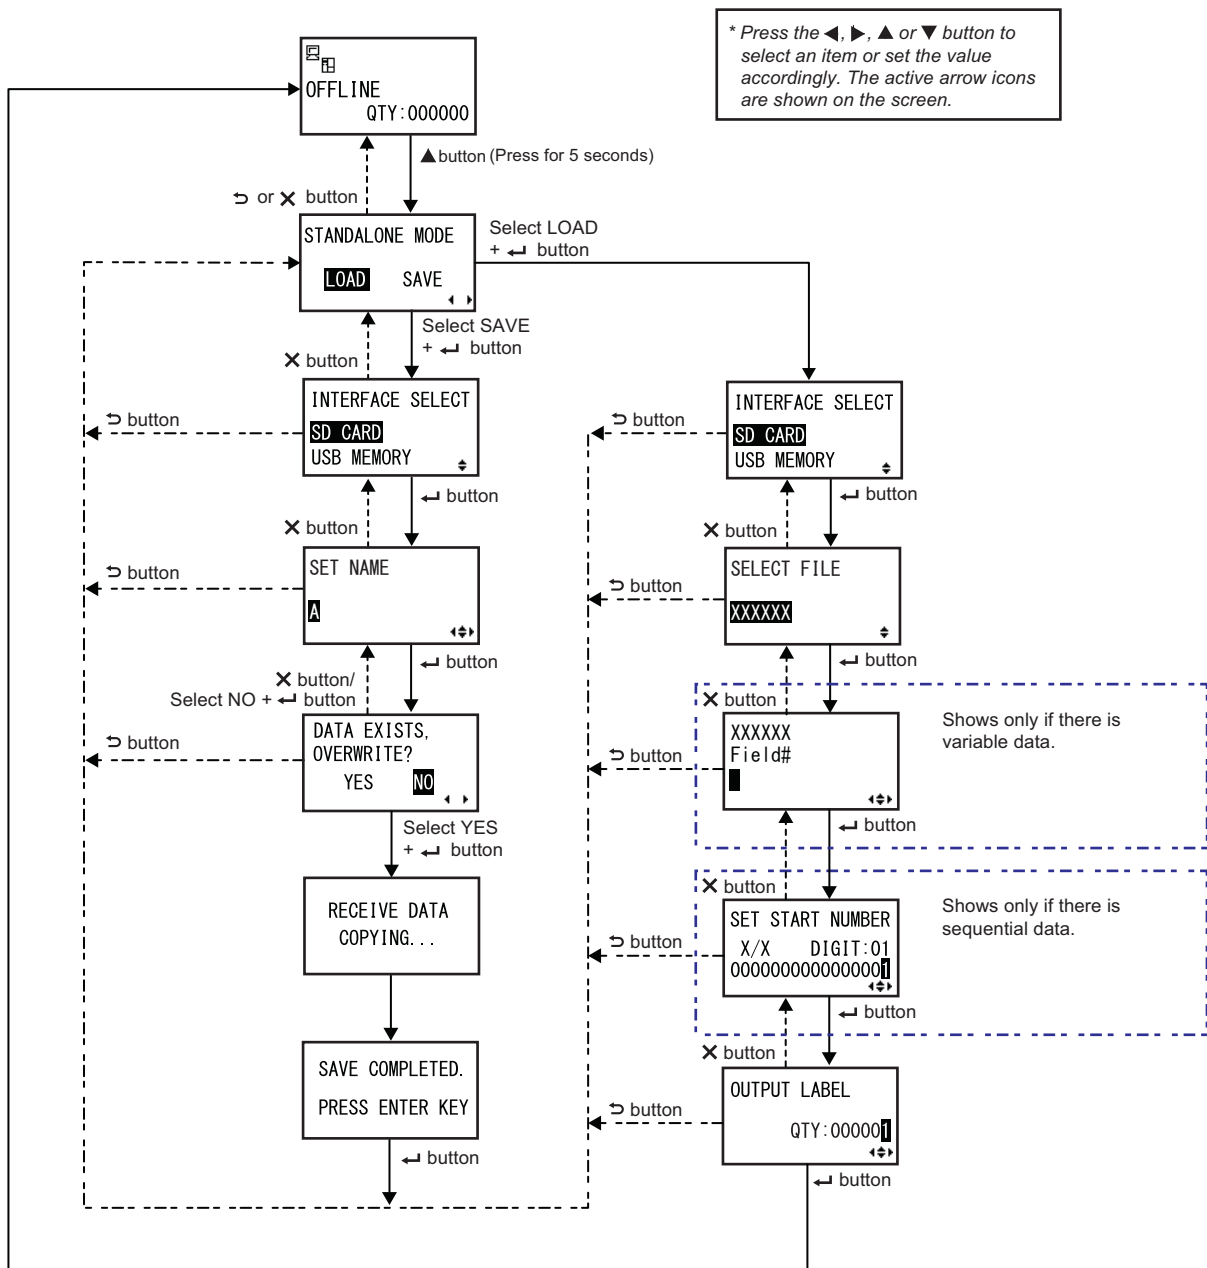 * Press the ◀, ▶, ▲ or ▼ button to
select an item or set the value
accordingly. The active arrow icons
are shown on the screen.
OFFLINE
QTY:000000
▲ button (Press for 5 seconds)
⮌ or ✕ button
STANDALONE MODE
LOAD SAVE
Select LOAD
+ ↵ button
Select SAVE
+ ↵ button
✕ button
INTERFACE SELECT
SD CARD
USB MEMORY
⮌ button
↵ button
✕ button
SET NAME
A
⮌ button
↵ button
✕ button/
Select NO + ↵ button
DATA EXISTS,
OVERWRITE?
YES NO
⮌ button
Select YES
+ ↵ button
RECEIVE DATA
COPYING...
SAVE COMPLETED.
PRESS ENTER KEY
↵ button
INTERFACE SELECT
SD CARD
USB MEMORY
⮌ button
↵ button
✕ button
SELECT FILE
XXXXXX
⮌ button
↵ button
✕ button
XXXXXX
Field#
Shows only if there is
variable data.
⮌ button
↵ button
✕ button
SET START NUMBER
X/X DIGIT:01
0000000000000001
Shows only if there is
sequential data.
⮌ button
↵ button
✕ button
OUTPUT LABEL
QTY:000001
⮌ button
↵ button